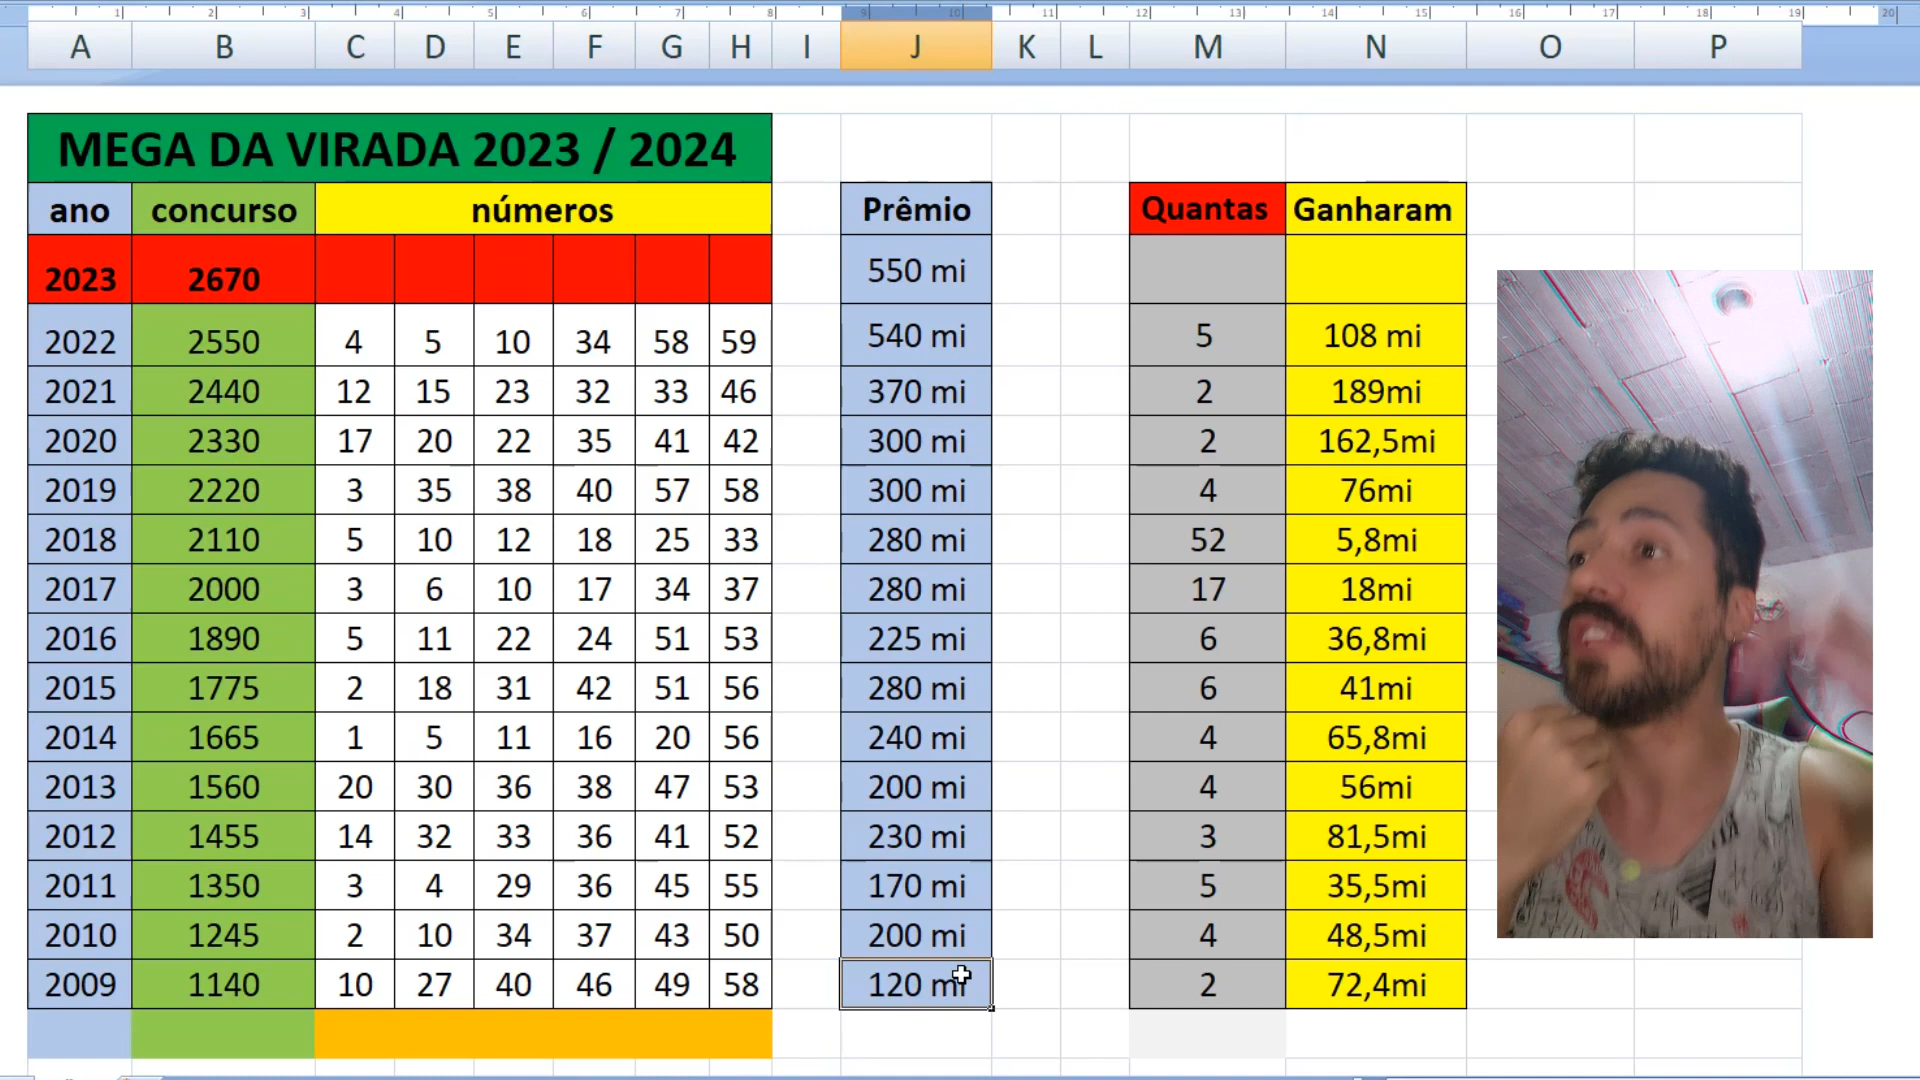 A B C D E F G H I J K L M N O P
MEGA DA VIRADA 2023 / 2024
ano concurso números Prêmio Quantas Ganharam
2023 2670 550 mi
2022 2550 4 5 10 34 58 59 540 mi 5 108 mi
2021 2440 12 15 23 32 33 46 370 mi 2 189mi
2020 2330 17 20 22 35 41 42 300 mi 2 162,5mi
2019 2220 3 35 38 40 57 58 300 mi 4 76mi
2018 2110 5 10 12 18 25 33 280 mi 52 5,8mi
2017 2000 3 6 10 17 34 37 280 mi 17 18mi
2016 1890 5 11 22 24 51 53 225 mi 6 36,8mi
2015 1775 2 18 31 42 51 56 280 mi 6 41mi
2014 1665 1 5 11 16 20 56 240 mi 4 65,8mi
2013 1560 20 30 36 38 47 53 200 mi 4 56mi
2012 1455 14 32 33 36 41 52 230 mi 3 81,5mi
2011 1350 3 4 29 36 45 55 170 mi 5 35,5mi
2010 1245 2 10 34 37 43 50 200 mi 4 48,5mi
2009 1140 10 27 40 46 49 58 120 mi 2 72,4mi